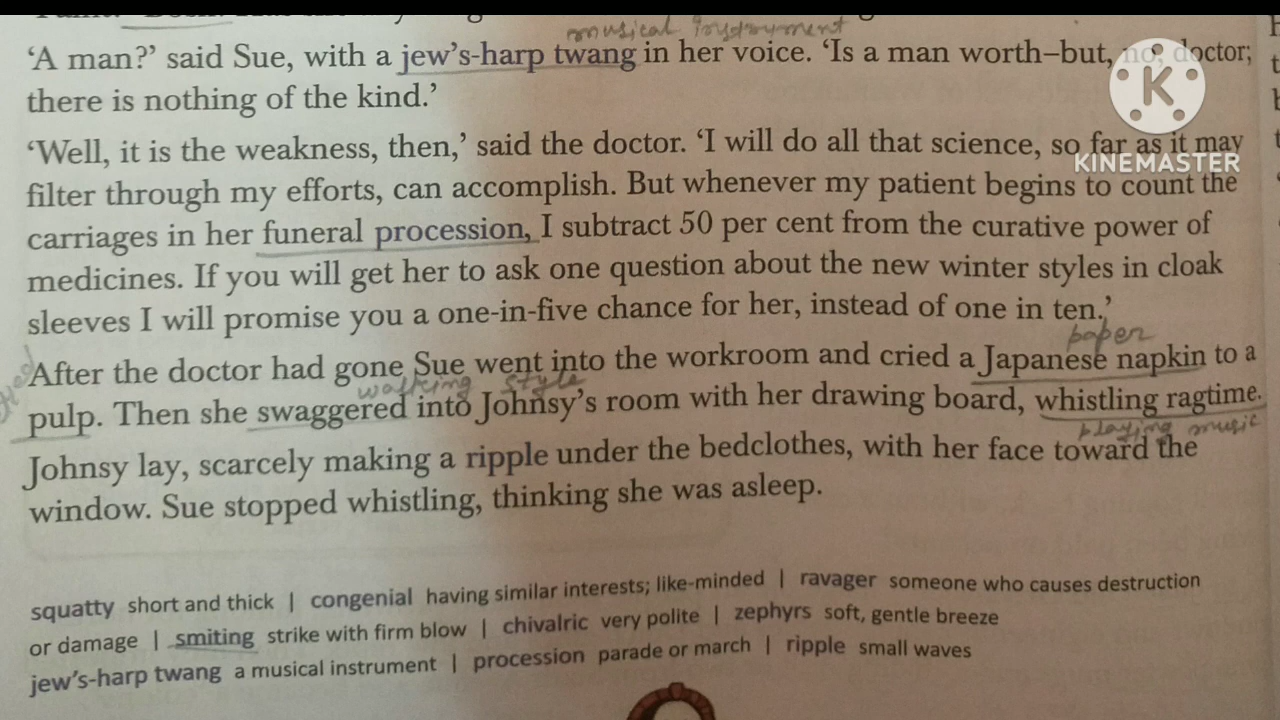 musical instrument
'A man?' said Sue, with a jew's-harp twang in her voice. 'Is a man worth–but, no, doctor;
there is nothing of the kind.'
K
KINEMASTER
'Well, it is the weakness, then,' said the doctor. 'I will do all that science, so far as it may
filter through my efforts, can accomplish. But whenever my patient begins to count the
carriages in her funeral procession, I subtract 50 per cent from the curative power of
medicines. If you will get her to ask one question about the new winter styles in cloak
sleeves I will promise you a one-in-five chance for her, instead of one in ten.'
paper
After the doctor had gone Sue went into the workroom and cried a Japanese napkin to a
walking style
pulp. Then she swaggered into Johnsy's room with her drawing board, whistling ragtime.
playing music
Johnsy lay, scarcely making a ripple under the bedclothes, with her face toward the
window. Sue stopped whistling, thinking she was asleep.
squatty short and thick | congenial having similar interests; like-minded | ravager someone who causes destruction
or damage | smiting strike with firm blow | chivalric very polite | zephyrs soft, gentle breeze
jew's-harp twang a musical instrument | procession parade or march | ripple small waves